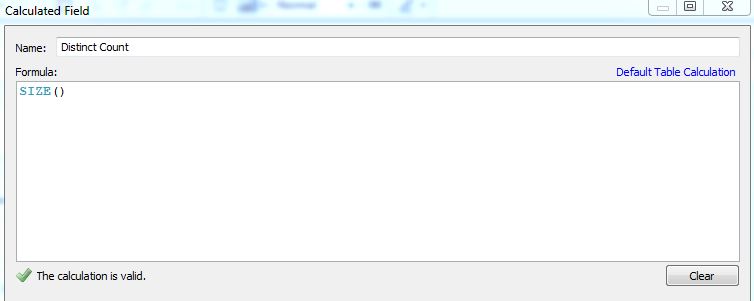 Calculated Field
Name: Distinct Count
Formula: Default Table Calculation
SIZE()
The calculation is valid. Clear